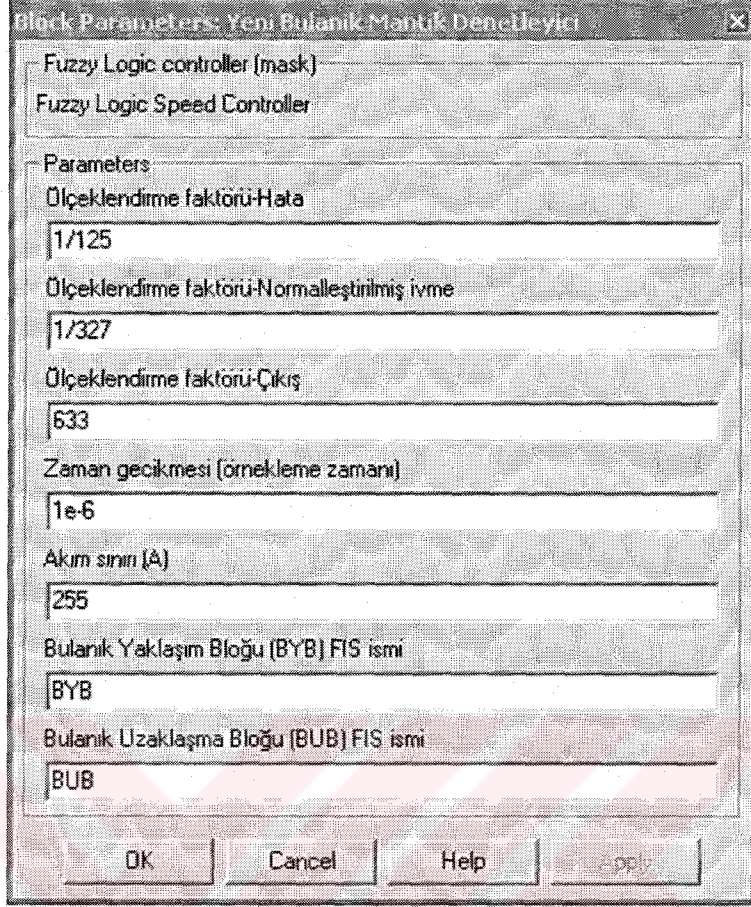 Block Parameters: Yeni Bulanık Mantık Denetleyici
Fuzzy Logic controller (mask)
Fuzzy Logic Speed Controller
Parameters
Ölçeklendirme faktörü-Hata
1/125
Ölçeklendirme faktörü-Normalleştirilmiş ivme
1/327
Ölçeklendirme faktörü-Çıkış
633
Zaman gecikmesi (örnekleme zamanı)
1e-6
Akım sınırı (A)
255
Bulanık Yaklaşım Bloğu (BYB) FIS ismi
BYB
Bulanık Uzaklaşma Bloğu (BUB) FIS ismi
BUB
OK Cancel Help Apply